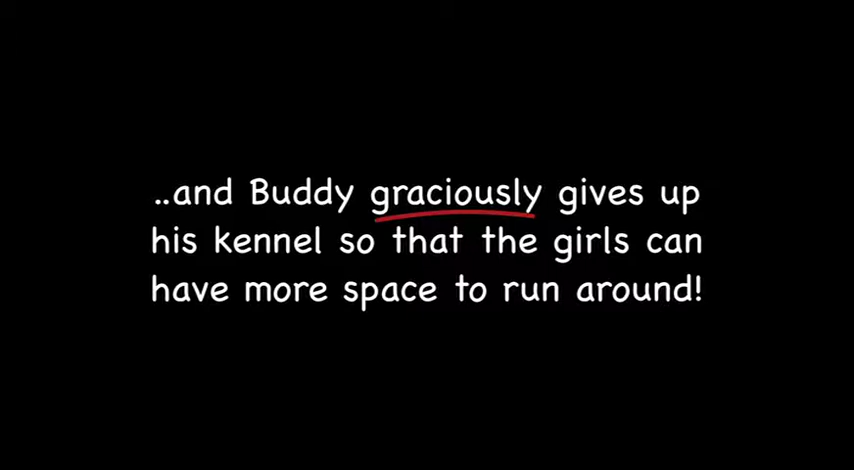 ..and Buddy graciously gives up
his kennel so that the girls can
have more space to run around!